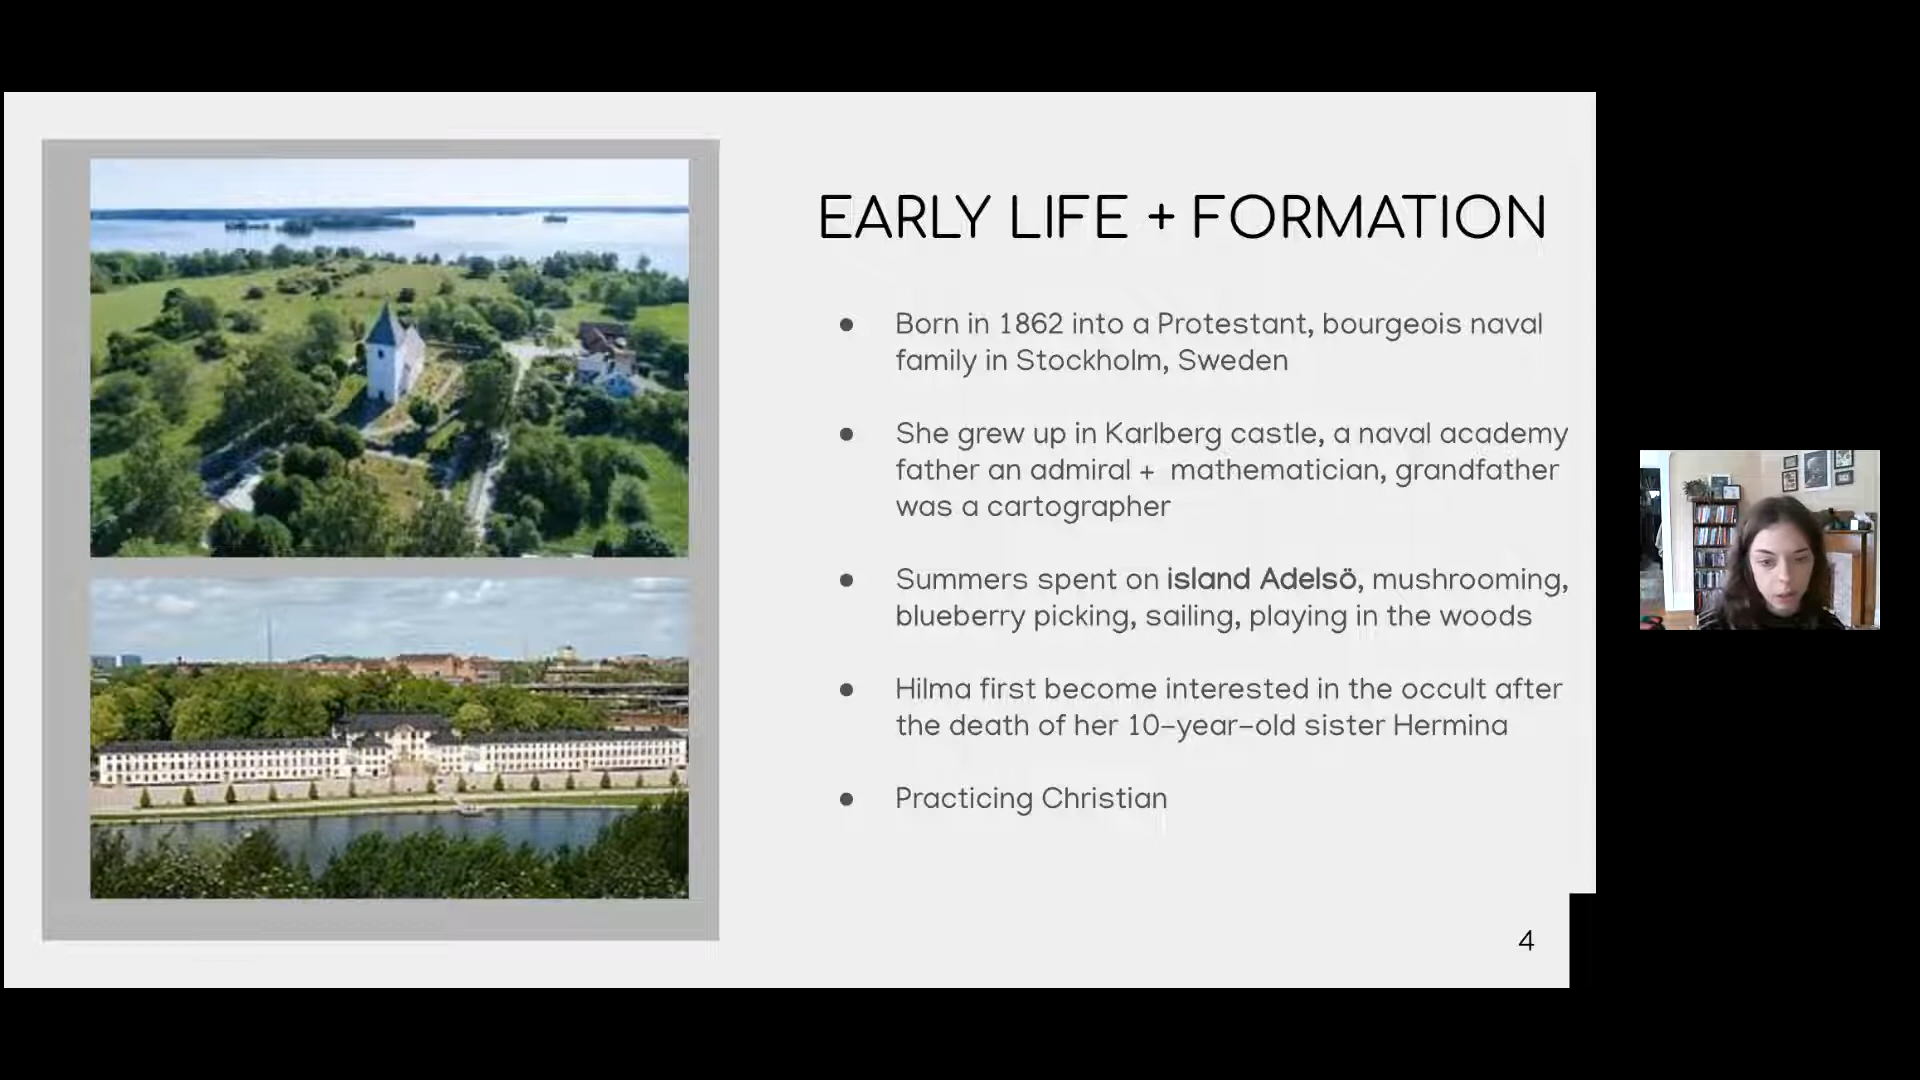 EARLY LIFE + FORMATION
● Born in 1862 into a Protestant, bourgeois naval
family in Stockholm, Sweden
● She grew up in Karlberg castle, a naval academy
father an admiral + mathematician, grandfather
was a cartographer
● Summers spent on island Adelsö, mushrooming,
blueberry picking, sailing, playing in the woods
● Hilma first become interested in the occult after
the death of her 10-year-old sister Hermina
● Practicing Christian
4